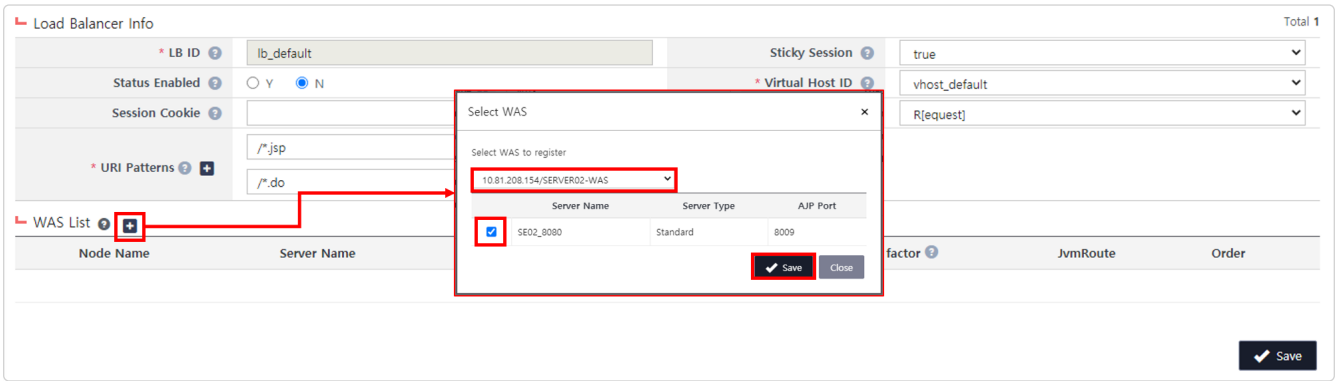 Load Balancer Info
Total 1
* LB ID
lb_default
Sticky Session
true
Status Enabled
Y
N
* Virtual Host ID
vhost_default
Session Cookie
R[equest]
* URI Patterns
/*.jsp
/*.do
Select WAS
×
Select WAS to register
10.81.208.154/SERVER02-WAS
Server Name
Server Type
AJP Port
SE02_8080
Standard
8009
Save
Close
WAS List
Node Name
Server Name
factor
JvmRoute
Order
Save